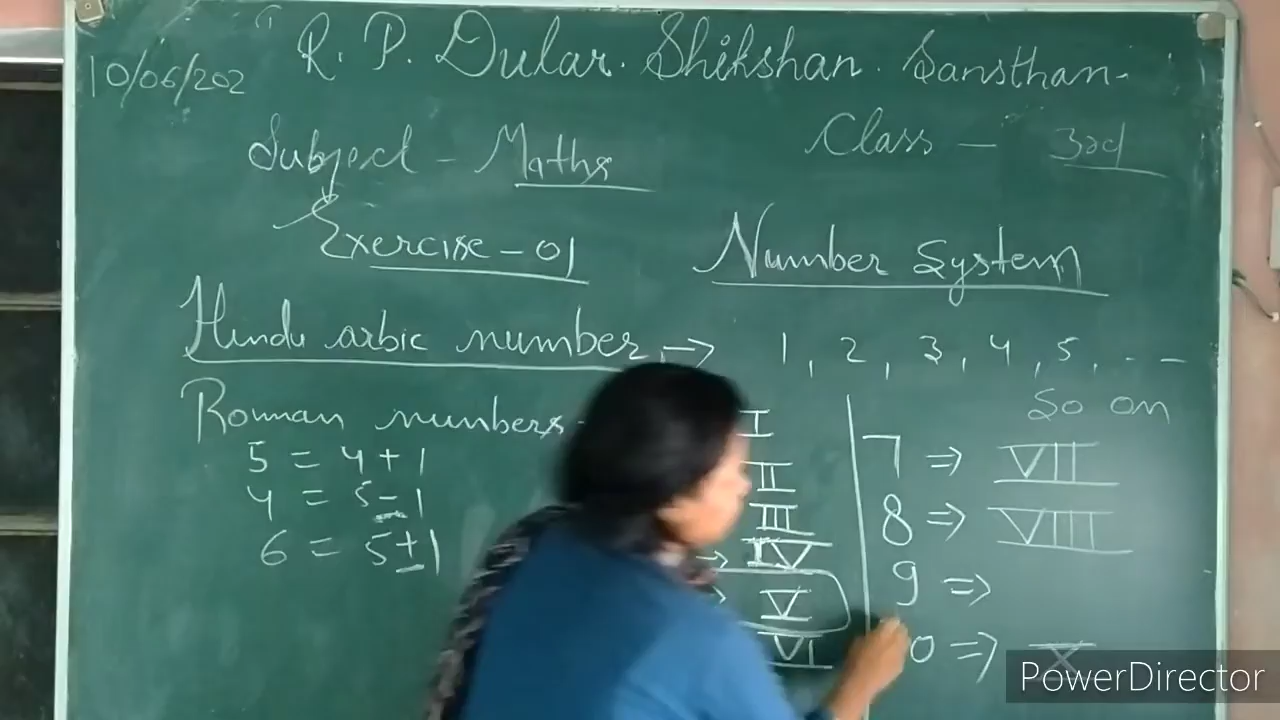 R. P. Dular. Shikshan. Sansthan.
10/06/202
Subject - Maths
Class - 3rd
Exercise - 01
Number System
Hindu arbic number → 1, 2, 3, 4, 5, - - -
So on
Roman numbers
5 = 4 + 1
4 = 5 - 1
6 = 5 + 1
I
II
III
→ IV
V
VI
7 ⇒ VII
8 ⇒ VIII
9 ⇒
0 ⇒ X
PowerDirector